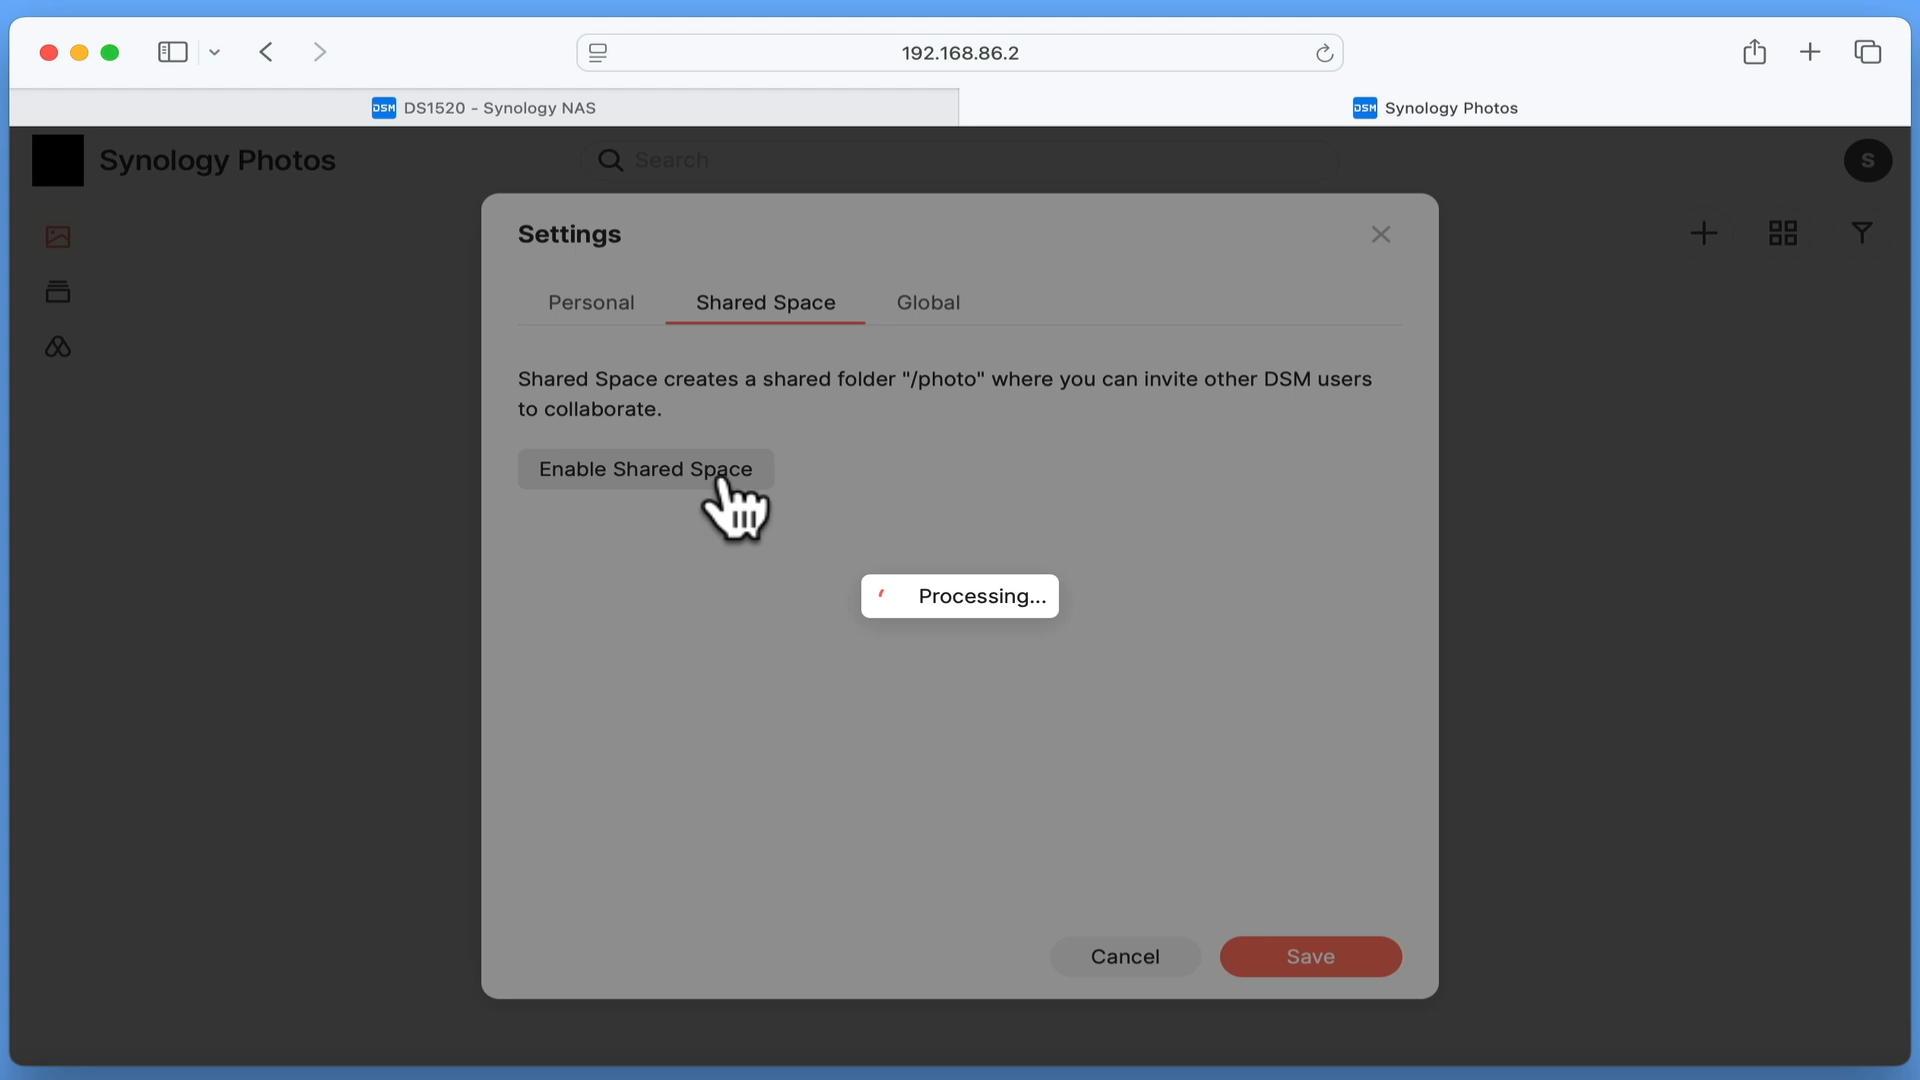 192.168.86.2
DSM DS1520 - Synology NAS
DSM Synology Photos
Synology Photos
Search
S
Settings
Personal
Shared Space
Global
Shared Space creates a shared folder "/photo" where you can invite other DSM users
to collaborate.
Enable Shared Space
Processing...
Cancel
Save